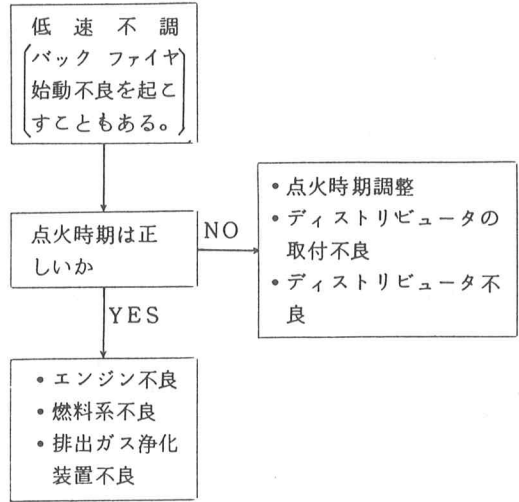 低速不調
(バックファイヤ
始動不良を起こ
すこともある。)
点火時期は正
しいか
NO
・点火時期調整
・ディストリビュータの
取付不良
・ディストリビュータ不
良
YES
・エンジン不良
・燃料系不良
・排出ガス浄化
装置不良